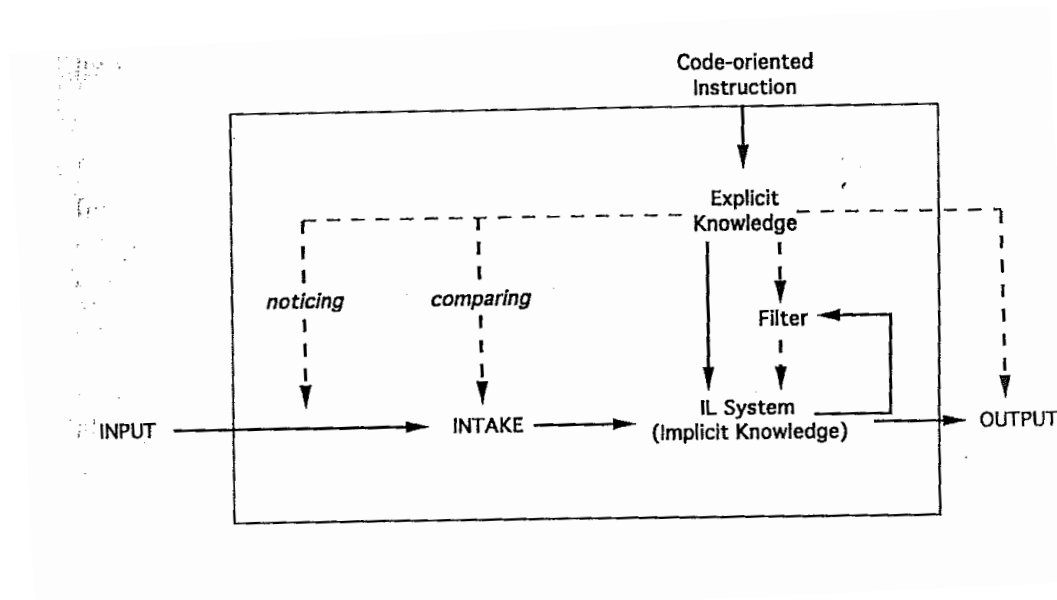 Code-oriented
Instruction
Explicit
Knowledge
noticing
comparing
Filter
INPUT
INTAKE
IL System
(Implicit Knowledge)
OUTPUT